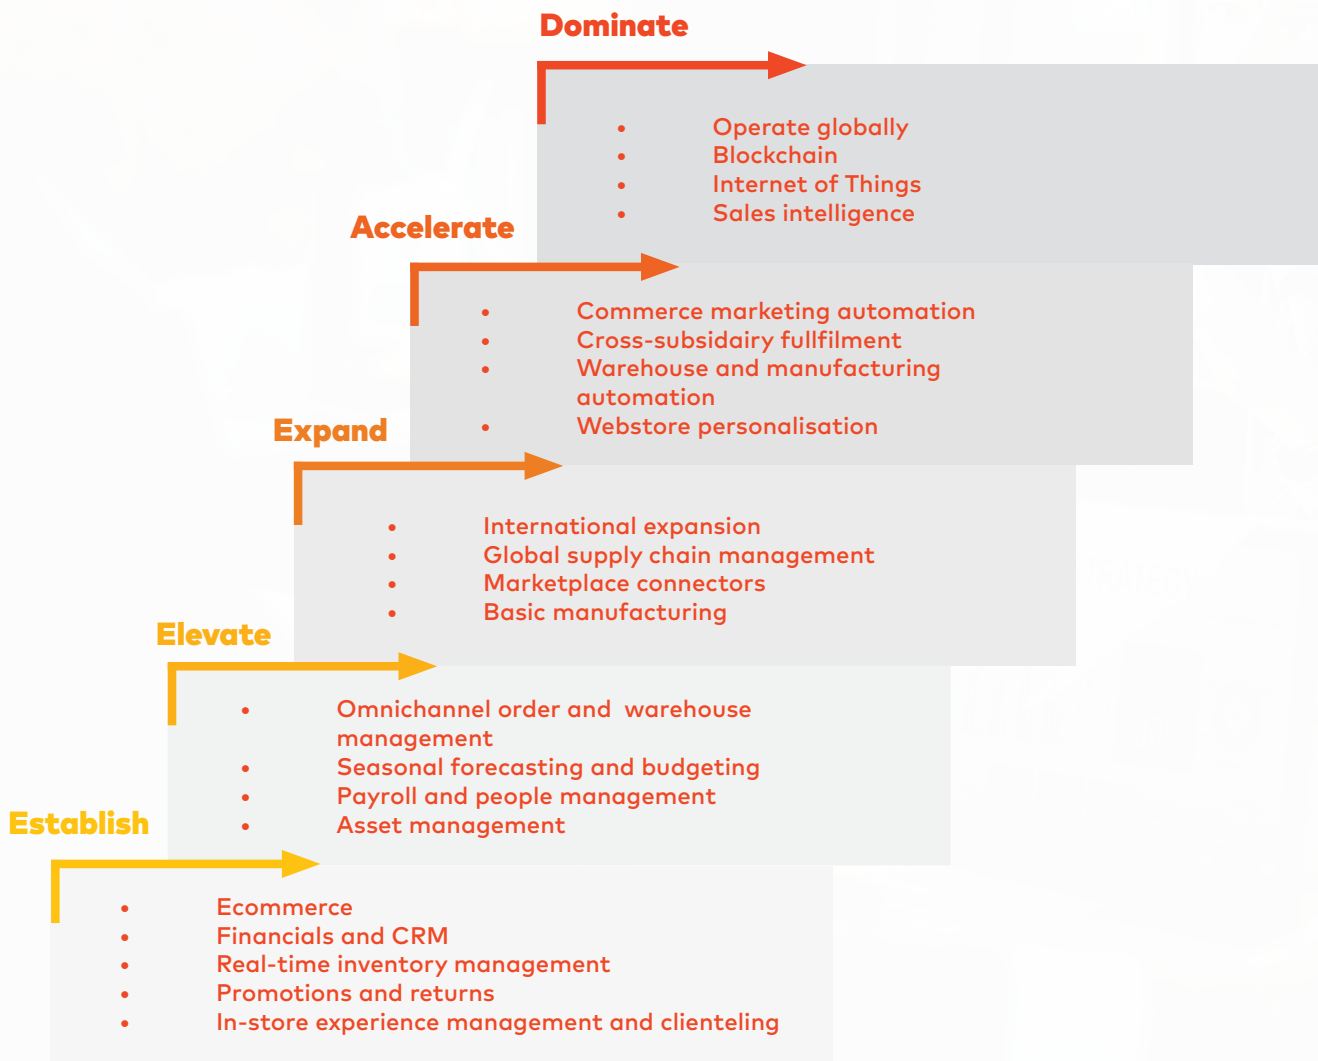 Dominate
• Operate globally
• Blockchain
• Internet of Things
• Sales intelligence
Accelerate
• Commerce marketing automation
• Cross-subsidairy fullfilment
• Warehouse and manufacturing
automation
• Webstore personalisation
Expand
• International expansion
• Global supply chain management
• Marketplace connectors
• Basic manufacturing
Elevate
• Omnichannel order and  warehouse
management
• Seasonal forecasting and budgeting
• Payroll and people management
• Asset management
Establish
• Ecommerce
• Financials and CRM
• Real-time inventory management
• Promotions and returns
• In-store experience management and clienteling